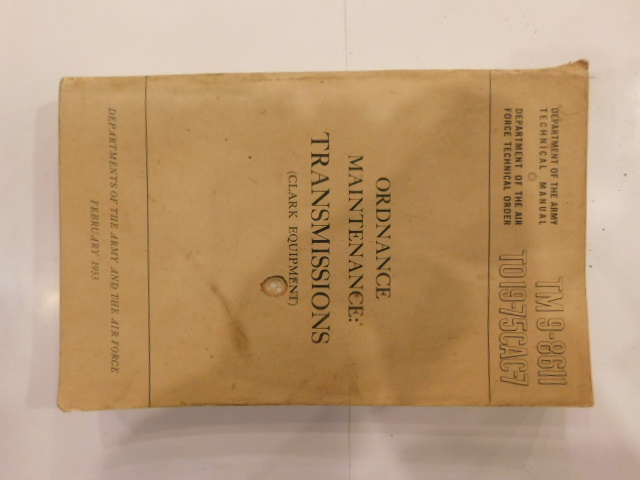 DEPARTMENT OF THE ARMY
TECHNICAL MANUAL
DEPARTMENT OF THE AIR
FORCE TECHNICAL ORDER
TM 9-8611
TO 19-75CAC-7
ORDNANCE
MAINTENANCE:
TRANSMISSIONS
(CLARK EQUIPMENT)
DEPARTMENTS OF THE ARMY AND THE AIR FORCE
FEBRUARY 1953